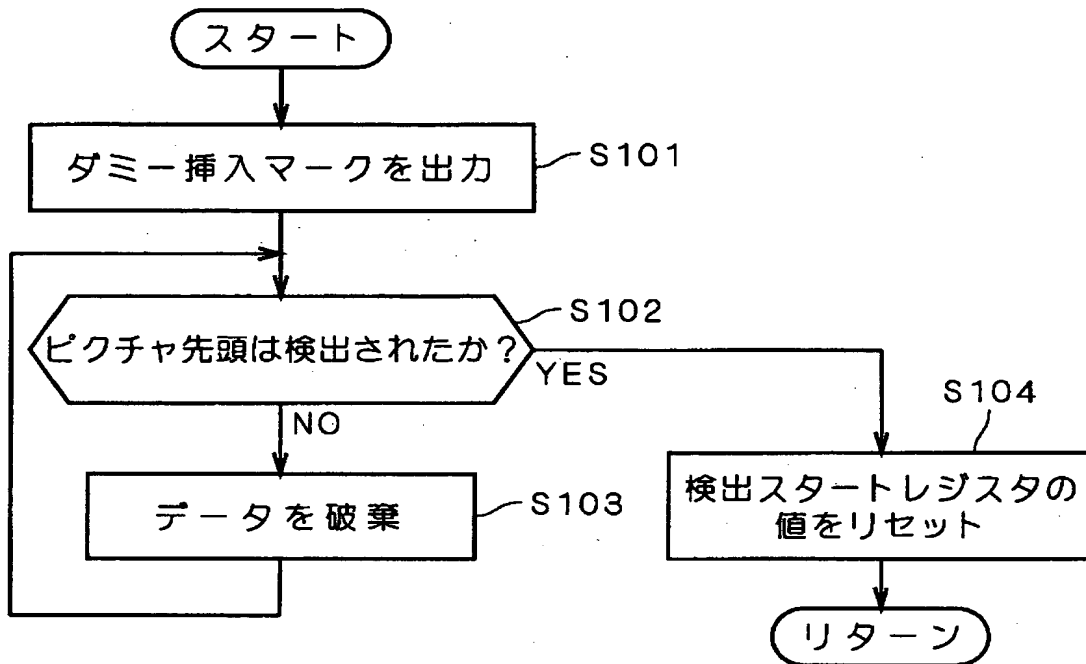 スタート
ダミー挿入マークを出力
S101
ピクチャ先頭は検出されたか？
S102
YES
NO
データを破棄
S103
S104
検出スタートレジスタの
値をリセット
リターン